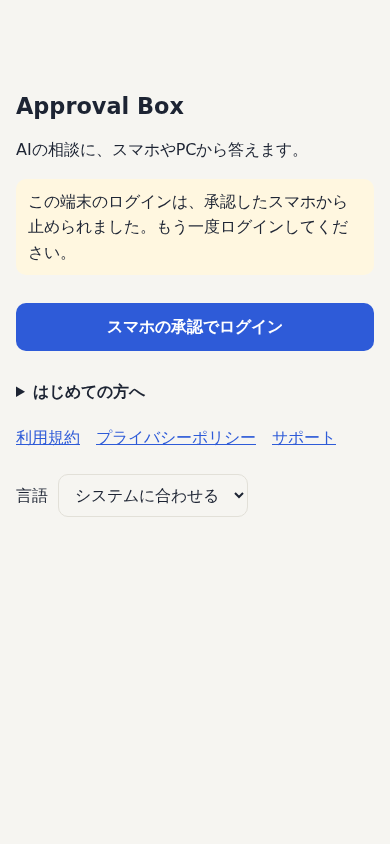 Approval Box
AIの相談に、スマホやPCから答えます。
この端末のログインは、承認したスマホから
止められました。もう一度ログインしてくだ
さい。
スマホの承認でログイン
はじめての方へ
利用規約 プライバシーポリシー サポート
言語 システムに合わせる